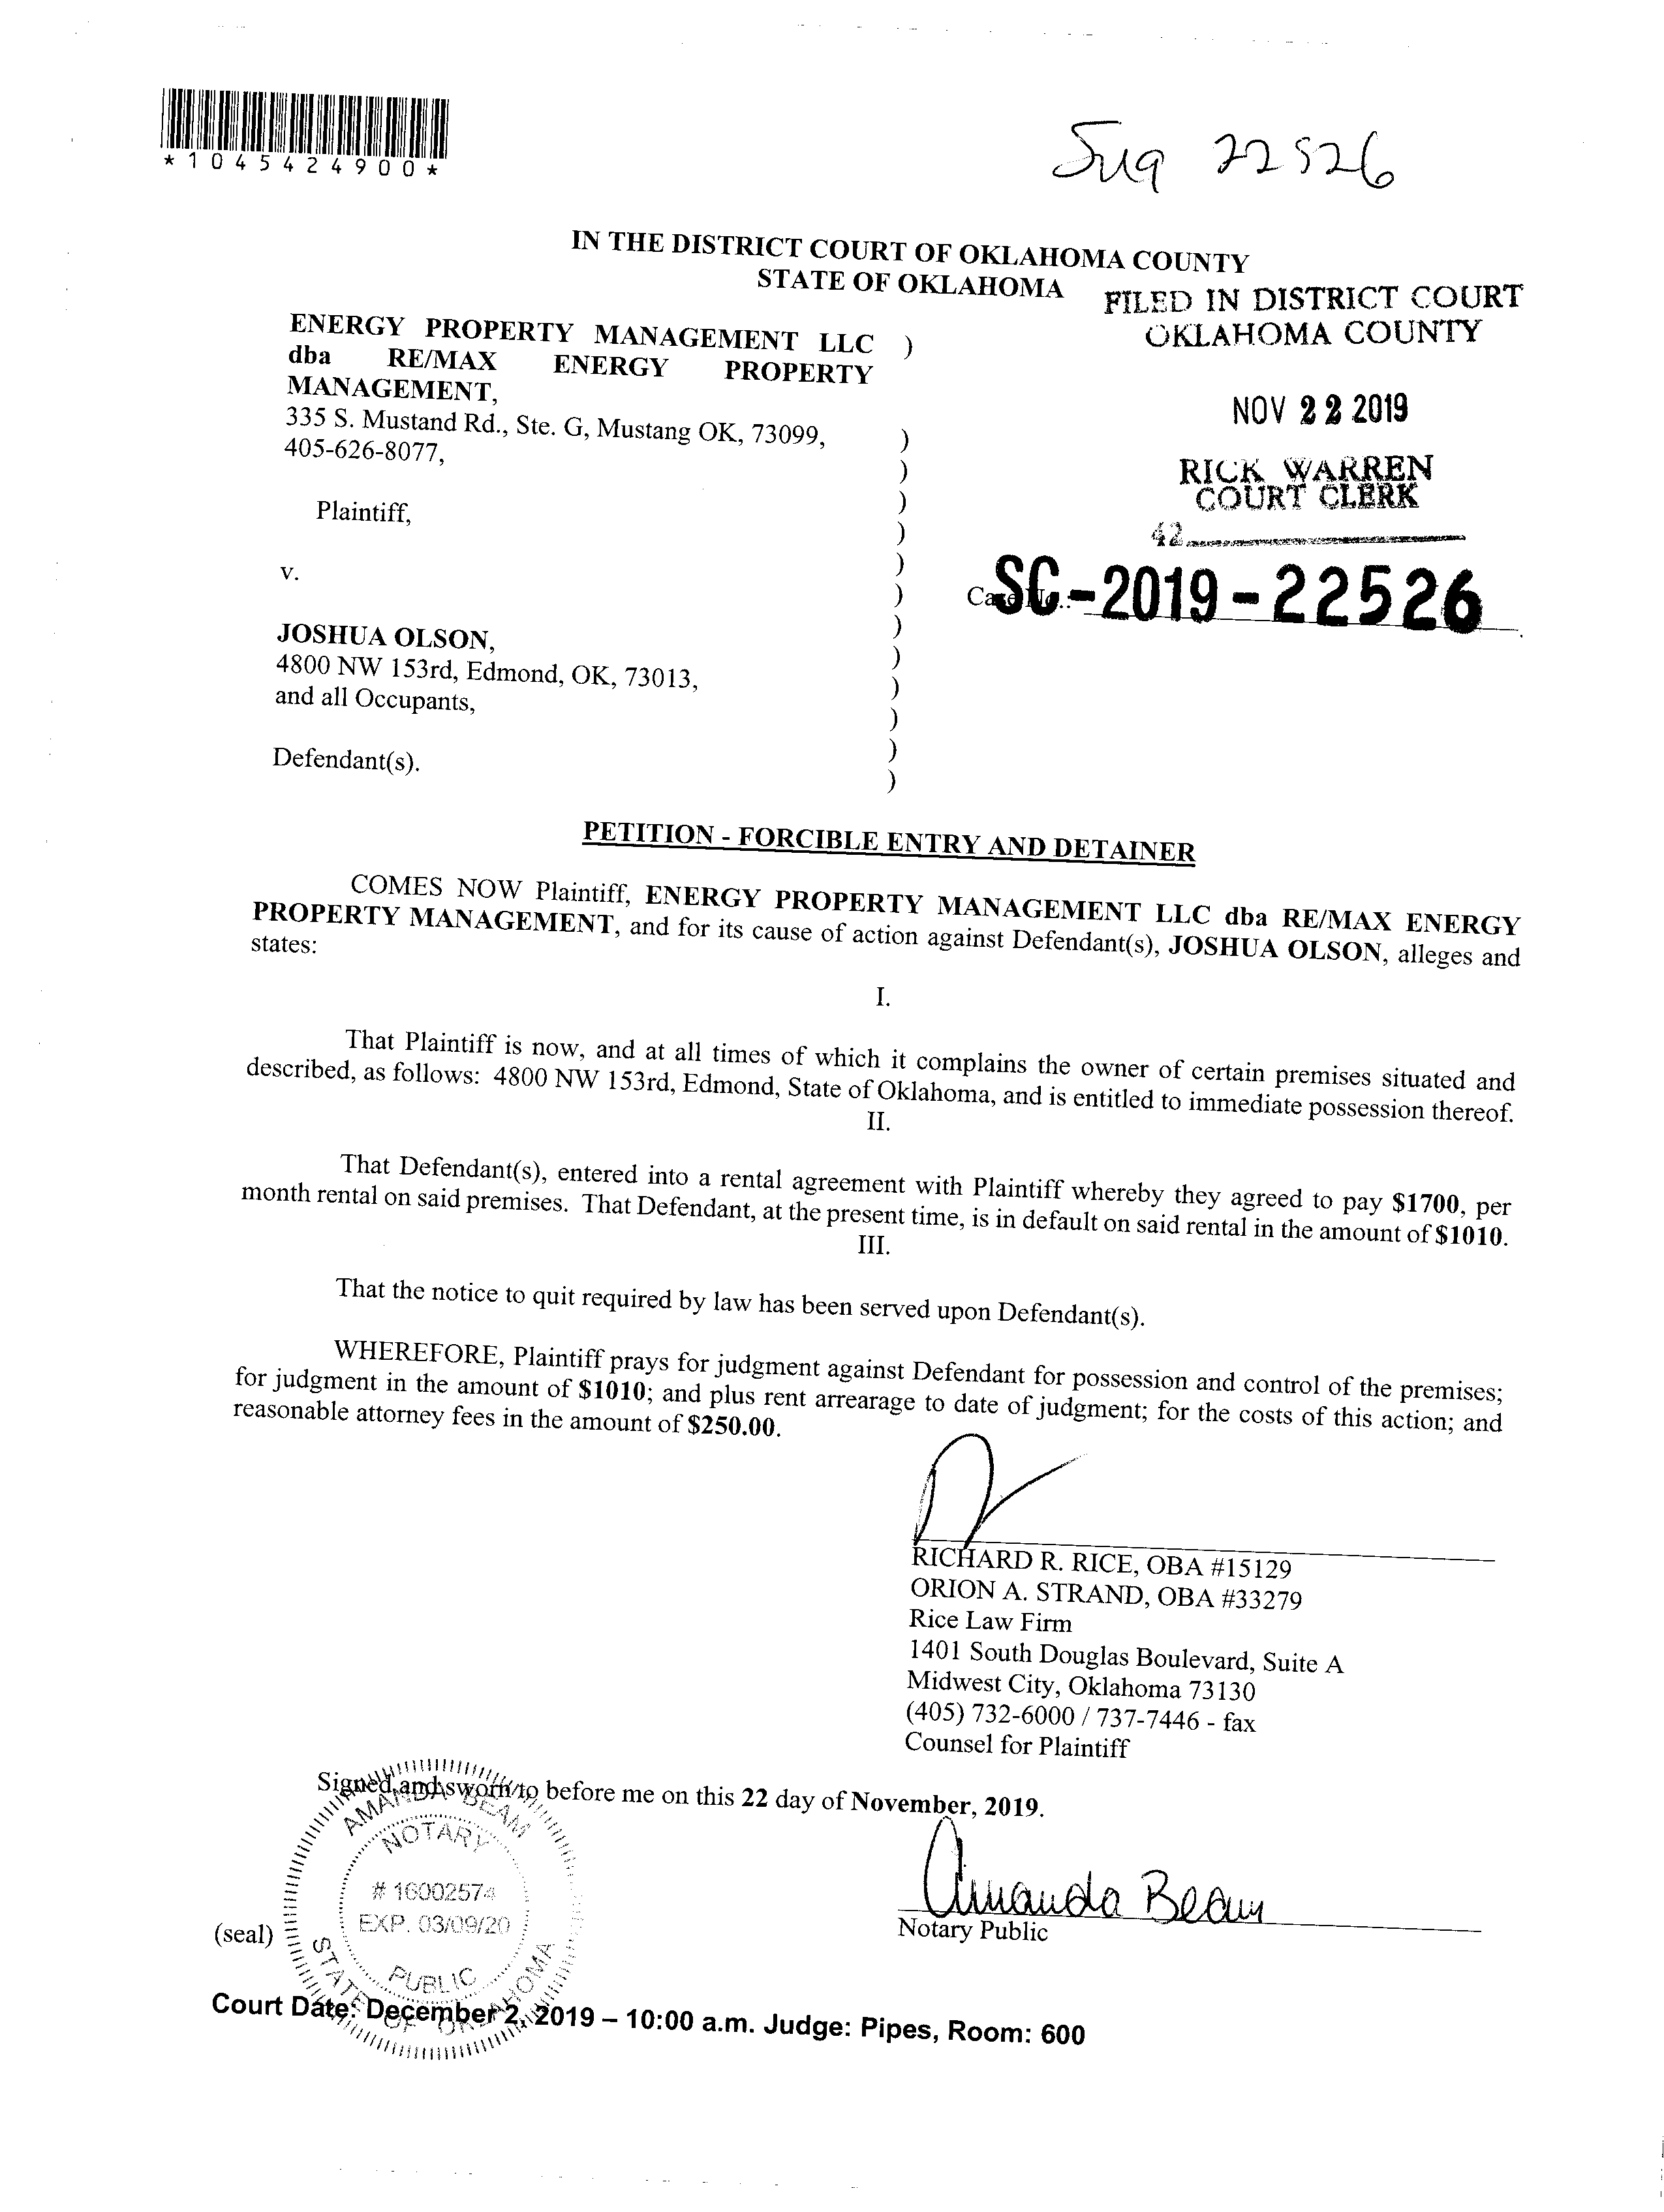 *1045424900*
22526
IN THE DISTRICT COURT OF OKLAHOMA COUNTY
STATE OF OKLAHOMA
FILED IN DISTRICT COURT
OKLAHOMA COUNTY
NOV 22 2019
RICK WARREN
COURT CLERK
42
ENERGY PROPERTY MANAGEMENT LLC )
dba RE/MAX ENERGY PROPERTY
MANAGEMENT,
335 S. Mustand Rd., Ste. G, Mustang OK, 73099, )
405-626-8077, )
)
Plaintiff, )
)
v. )
Case No.: SC-2019-22526
)
JOSHUA OLSON, )
4800 NW 153rd, Edmond, OK, 73013, )
and all Occupants, )
)
Defendant(s). )
)
PETITION - FORCIBLE ENTRY AND DETAINER
COMES NOW Plaintiff, ENERGY PROPERTY MANAGEMENT LLC dba RE/MAX ENERGY
PROPERTY MANAGEMENT, and for its cause of action against Defendant(s), JOSHUA OLSON, alleges and
states:
I.
That Plaintiff is now, and at all times of which it complains the owner of certain premises situated and
described, as follows: 4800 NW 153rd, Edmond, State of Oklahoma, and is entitled to immediate possession thereof.
II.
That Defendant(s), entered into a rental agreement with Plaintiff whereby they agreed to pay $1700, per
month rental on said premises. That Defendant, at the present time, is in default on said rental in the amount of $1010.
III.
That the notice to quit required by law has been served upon Defendant(s).
WHEREFORE, Plaintiff prays for judgment against Defendant for possession and control of the premises;
for judgment in the amount of $1010; and plus rent arrearage to date of judgment; for the costs of this action; and
reasonable attorney fees in the amount of $250.00.
RICHARD R. RICE, OBA #15129
ORION A. STRAND, OBA #33279
Rice Law Firm
1401 South Douglas Boulevard, Suite A
Midwest City, Oklahoma 73130
(405) 732-6000 / 737-7446 - fax
Counsel for Plaintiff
Signed and sworn to before me on this 22 day of November, 2019.
AMANDA BEAM
NOTARY
# 16002574
EXP. 03/09/20
PUBLIC
STATE OF OKLAHOMA
Amanda Beam
Notary Public
(seal)
Court Date: December 2, 2019 – 10:00 a.m. Judge: Pipes, Room: 600